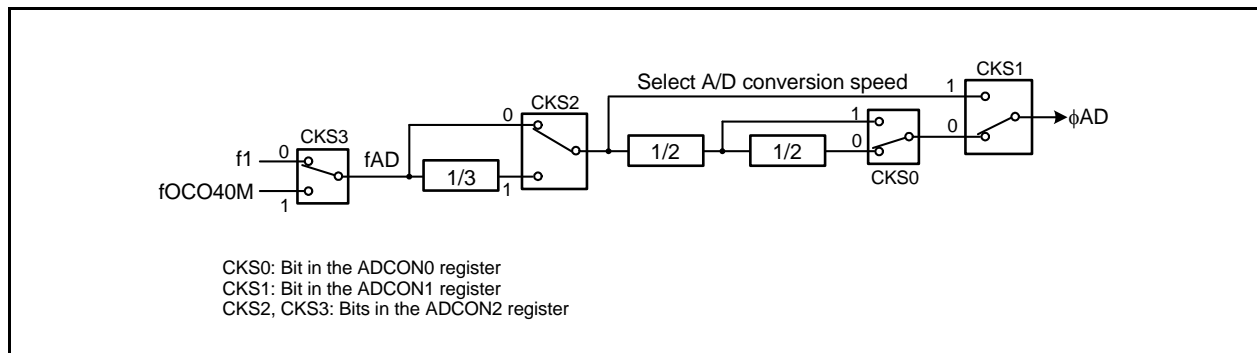 Select A/D conversion speed
CKS1
1
CKS2
0
CKS3
1
0
φAD
f1
0
fAD
1/2
1/2
0
CKS0
1/3
1
fOCO40M
1
CKS0: Bit in the ADCON0 register
CKS1: Bit in the ADCON1 register
CKS2, CKS3: Bits in the ADCON2 register